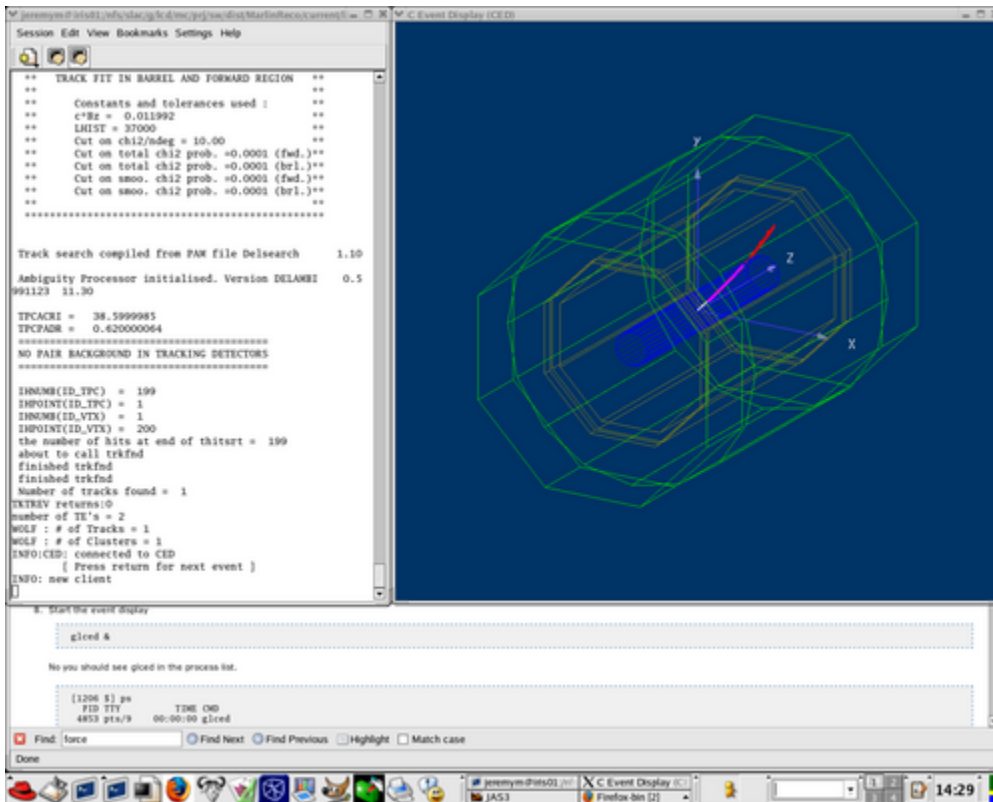 jeremym@iris01:/nfs/slac/g/lcd/mc/prj/sw/dist/MarlinReco/current/
Session Edit View Bookmarks Settings Help
** TRACK FIT IN BARREL AND FORWARD REGION **
** **
** Constants and tolerances used : **
** c*Bz = 0.011992 **
** LHIST = 37000 **
** Cut on chi2/ndeg = 10.00 **
** Cut on total chi2 prob. =0.0001 (fwd.)**
** Cut on total chi2 prob. =0.0001 (brl.)**
** Cut on smoo. chi2 prob. =0.0001 (fwd.)**
** Cut on smoo. chi2 prob. =0.0001 (brl.)**
** **
************************************************
Track search compiled from PAM file Delsearch 1.10
Ambiguity Processor initialised. Version DELAMBI 0.5
991123 11.30
TPCACRI = 38.5999985
TPCPADR = 0.620000064
========================================
NO PAIR BACKGROUND IN TRACKING DETECTORS
========================================
IHNUMB(ID_TPC) = 199
IHPOINT(ID_TPC) = 1
IHNUMB(ID_VTX) = 1
IHPOINT(ID_VTX) = 200
the number of hits at end of thitsrt = 199
about to call trkfnd
finished trkfnd
finished trkfnd
Number of tracks found = 1
TKTREV returns:0
number of TE's = 2
WOLF : # of Tracks = 1
WOLF : # of Clusters = 1
INFO:CED: connected to CED
[ Press return for next event ]
INFO: new client
C Event Display (CED)
y
Z
X
8. Start the event display
glced &
No you should see glced in the process list.
[1206 $] ps
PID TTY TIME CMD
4853 pts/9 00:00:00 glced
Find: force Find Next Find Previous Highlight Match case
Done
jeremym@iris01: C Event Display (C
JAS3 Firefox-bin [2]
1 2
14:29